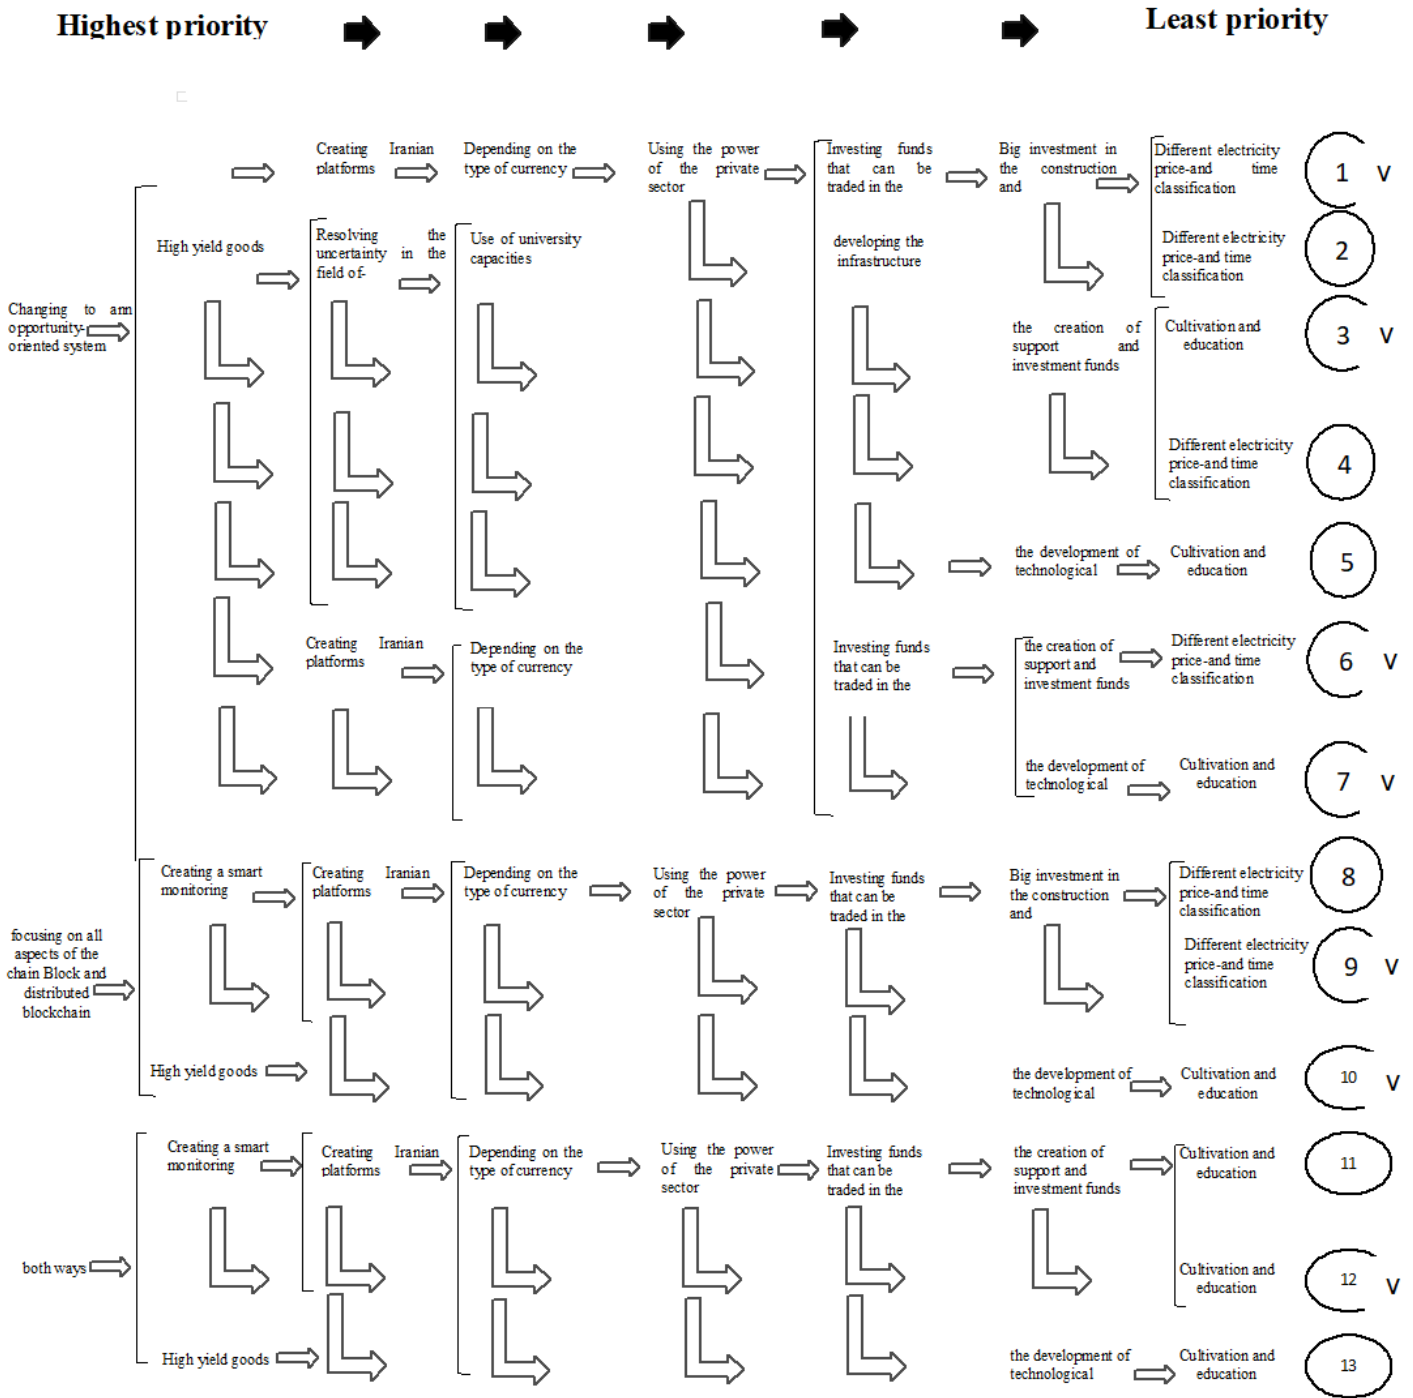 Highest priority
Least priority
Creating Iranian
platforms
Depending on the
type of currency
Using the power
of the private
sector
Investing funds
that can be
traded in the
Big investment in
the construction
and
Different electricity
price-and time
classification
1 v
High yield goods
Resolving the
uncertainty in the
field of-
Use of university
capacities
developing the
infrastructure
Different electricity
price-and time
classification
2
Changing to ann
opportunity-
oriented system
the creation of
support and
investment funds
Cultivation and
education
3 v
Different electricity
price-and time
classification
4
the development of
technological
Cultivation and
education
5
Creating Iranian
platforms
Depending on the
type of currency
Investing funds
that can be
traded in the
the creation of
support and
investment funds
Different electricity
price-and time
classification
6 v
the development of
technological
Cultivation and
education
7 v
focusing on all
aspects of the
chain Block and
distributed
blockchain
Creating a smart
monitoring
Creating Iranian
platforms
Depending on the
type of currency
Using the power
of the private
sector
Investing funds
that can be
traded in the
Big investment in
the construction
and
Different electricity
price-and time
classification
8
Different electricity
price-and time
classification
9 v
High yield goods
the development of
technological
Cultivation and
education
10 v
both ways
Creating a smart
monitoring
Creating Iranian
platforms
Depending on the
type of currency
Using the power
of the private
sector
Investing funds
that can be
traded in the
the creation of
support and
investment funds
Cultivation and
education
11
Cultivation and
education
12 v
High yield goods
the development of
technological
Cultivation and
education
13